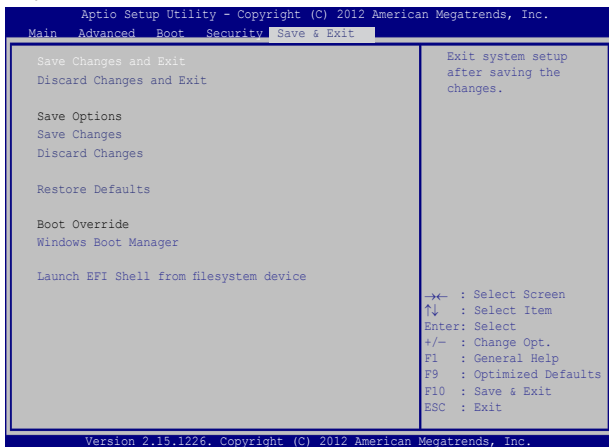 Aptio Setup Utility - Copyright (C) 2012 American Megatrends, Inc.
Main Advanced Boot Security Save & Exit
Save Changes and Exit
Discard Changes and Exit
Save Options
Save Changes
Discard Changes
Restore Defaults
Boot Override
Windows Boot Manager
Launch EFI Shell from filesystem device
Exit system setup
after saving the
changes.
→← : Select Screen
↑↓ : Select Item
Enter: Select
+/— : Change Opt.
F1 : General Help
F9 : Optimized Defaults
F10 : Save & Exit
ESC : Exit
Version 2.15.1226. Copyright (C) 2012 American Megatrends, Inc.